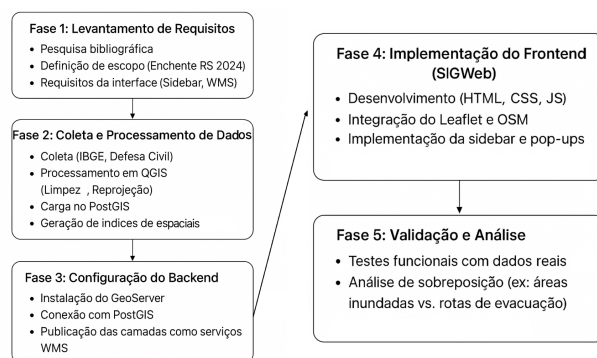 Fase 1: Levantamento de Requisitos
• Pesquisa bibliográfica
• Definição de escopo (Enchente RS 2024)
• Requisitos da interface (Sidebar, WMS)
Fase 2: Coleta e Processamento de Dados
• Coleta (IBGE, Defesa Civil)
• Processamento em QGIS
(Limpez , Reprojeção)
• Carga no PostGIS
• Geração de indices de espaciais
Fase 3: Configuração do Backend
• Instalação do GeoServer
• Conexão com PostGIS
• Publicação das camadas como serviços
WMS
Fase 4: Implementação do Frontend
(SIGWeb)
• Desenvolvimento (HTML, CSS, JS)
• Integração do Leaflet e OSM
• Implementação da sidebar e pop-ups
Fase 5: Validação e Análise
• Testes funcionais com dados reais
• Análise de sobreposição (ex: áreas
inundadas vs. rotas de evacuação)